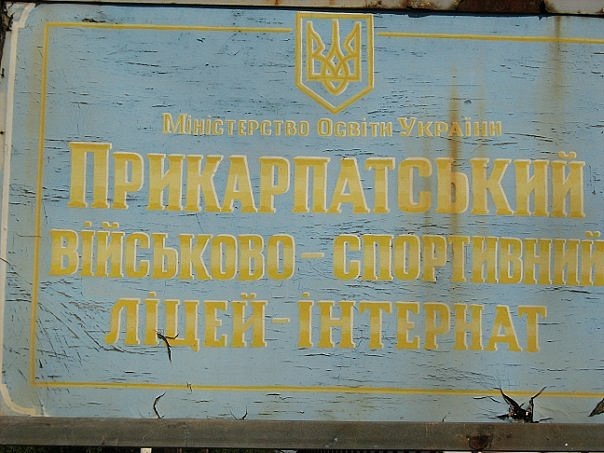 Міністерство Освіти України
Прикарпатський
військово-спортивний
ліцей-інтернат